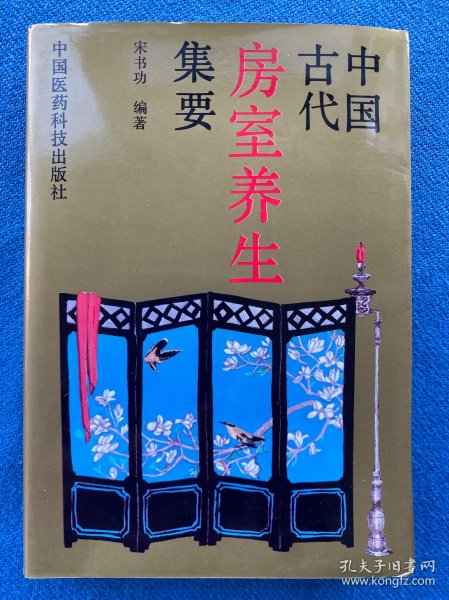 中国
古代
房室养生
集要
宋书功 编著
中国医药科技出版社
孔夫子旧书网
www.kongfz.com